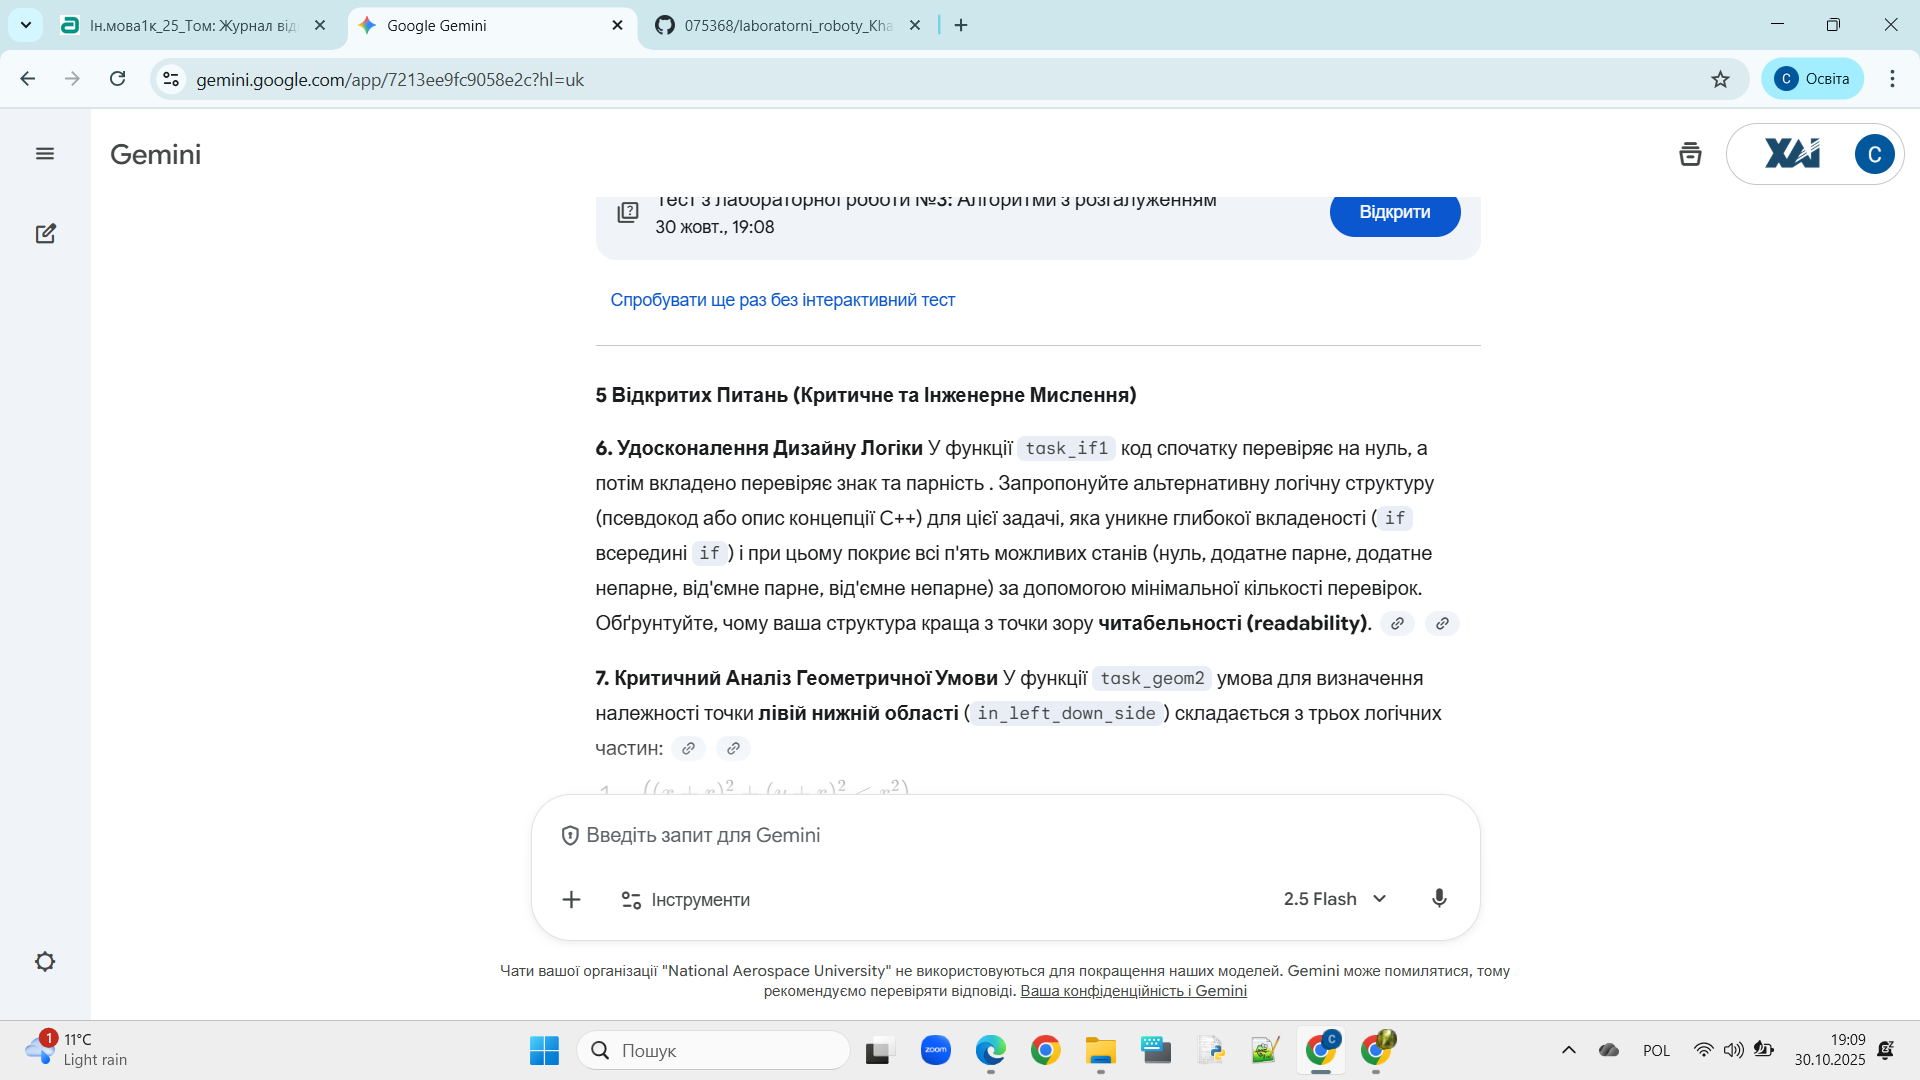 Ін.мова1к_25_Том: Журнал від
Google Gemini
075368/laboratorni_roboty_Kha
gemini.google.com/app/7213ee9fc9058e2c?hl=uk
С Освіта
Gemini
XAI
С
Тест з лабораторної роботи №3: Алгоритми з розгалуженням
30 жовт., 19:08
Відкрити
Спробувати ще раз без інтерактивний тест
5 Відкритих Питань (Критичне та Інженерне Мислення)
6. Удосконалення Дизайну Логіки У функції task_if1 код спочатку перевіряє на нуль, а
потім вкладено перевіряє знак та парність . Запропонуйте альтернативну логічну структуру
(псевдокод або опис концепції C++) для цієї задачі, яка уникне глибокої вкладеності ( if
всередині if ) і при цьому покриє всі п'ять можливих станів (нуль, додатне парне, додатне
непарне, від'ємне парне, від'ємне непарне) за допомогою мінімальної кількості перевірок.
Обґрунтуйте, чому ваша структура краща з точки зору читабельності (readability).
7. Критичний Аналіз Геометричної Умови У функції task_geom2 умова для визначення
належності точки лівій нижній області ( in_left_down_side ) складається з трьох логічних
частин:
Введіть запит для Gemini
Інструменти
2.5 Flash
Чати вашої організації "National Aerospace University" не використовуються для покращення наших моделей. Gemini може помилятися, тому
рекомендуємо перевіряти відповіді. Ваша конфіденційність і Gemini
1
11°C
Light rain
Пошук
zoom
C
POL
19:09
30.10.2025